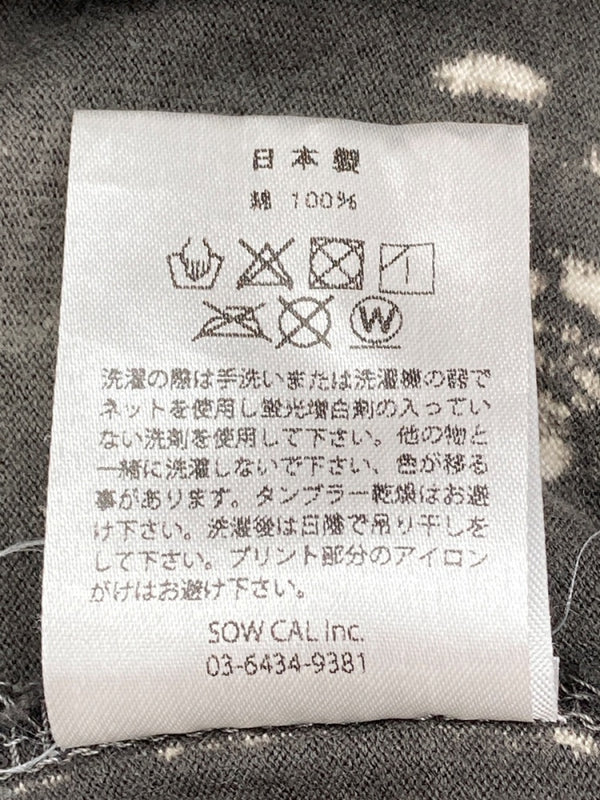 日本製
綿 100%
W
洗濯の際は手洗いまたは洗濯機の弱で
ネットを使用し蛍光増白剤の入ってい
ない洗剤を使用して下さい。他の物と
一緒に洗濯しないで下さい、色が移る
事があります。タンブラー乾燥はお避
け下さい。洗濯後は日陰で吊り干しを
して下さい。プリント部分のアイロン
がけはお避け下さい。
SOW CAL Inc.
03-6434-9381